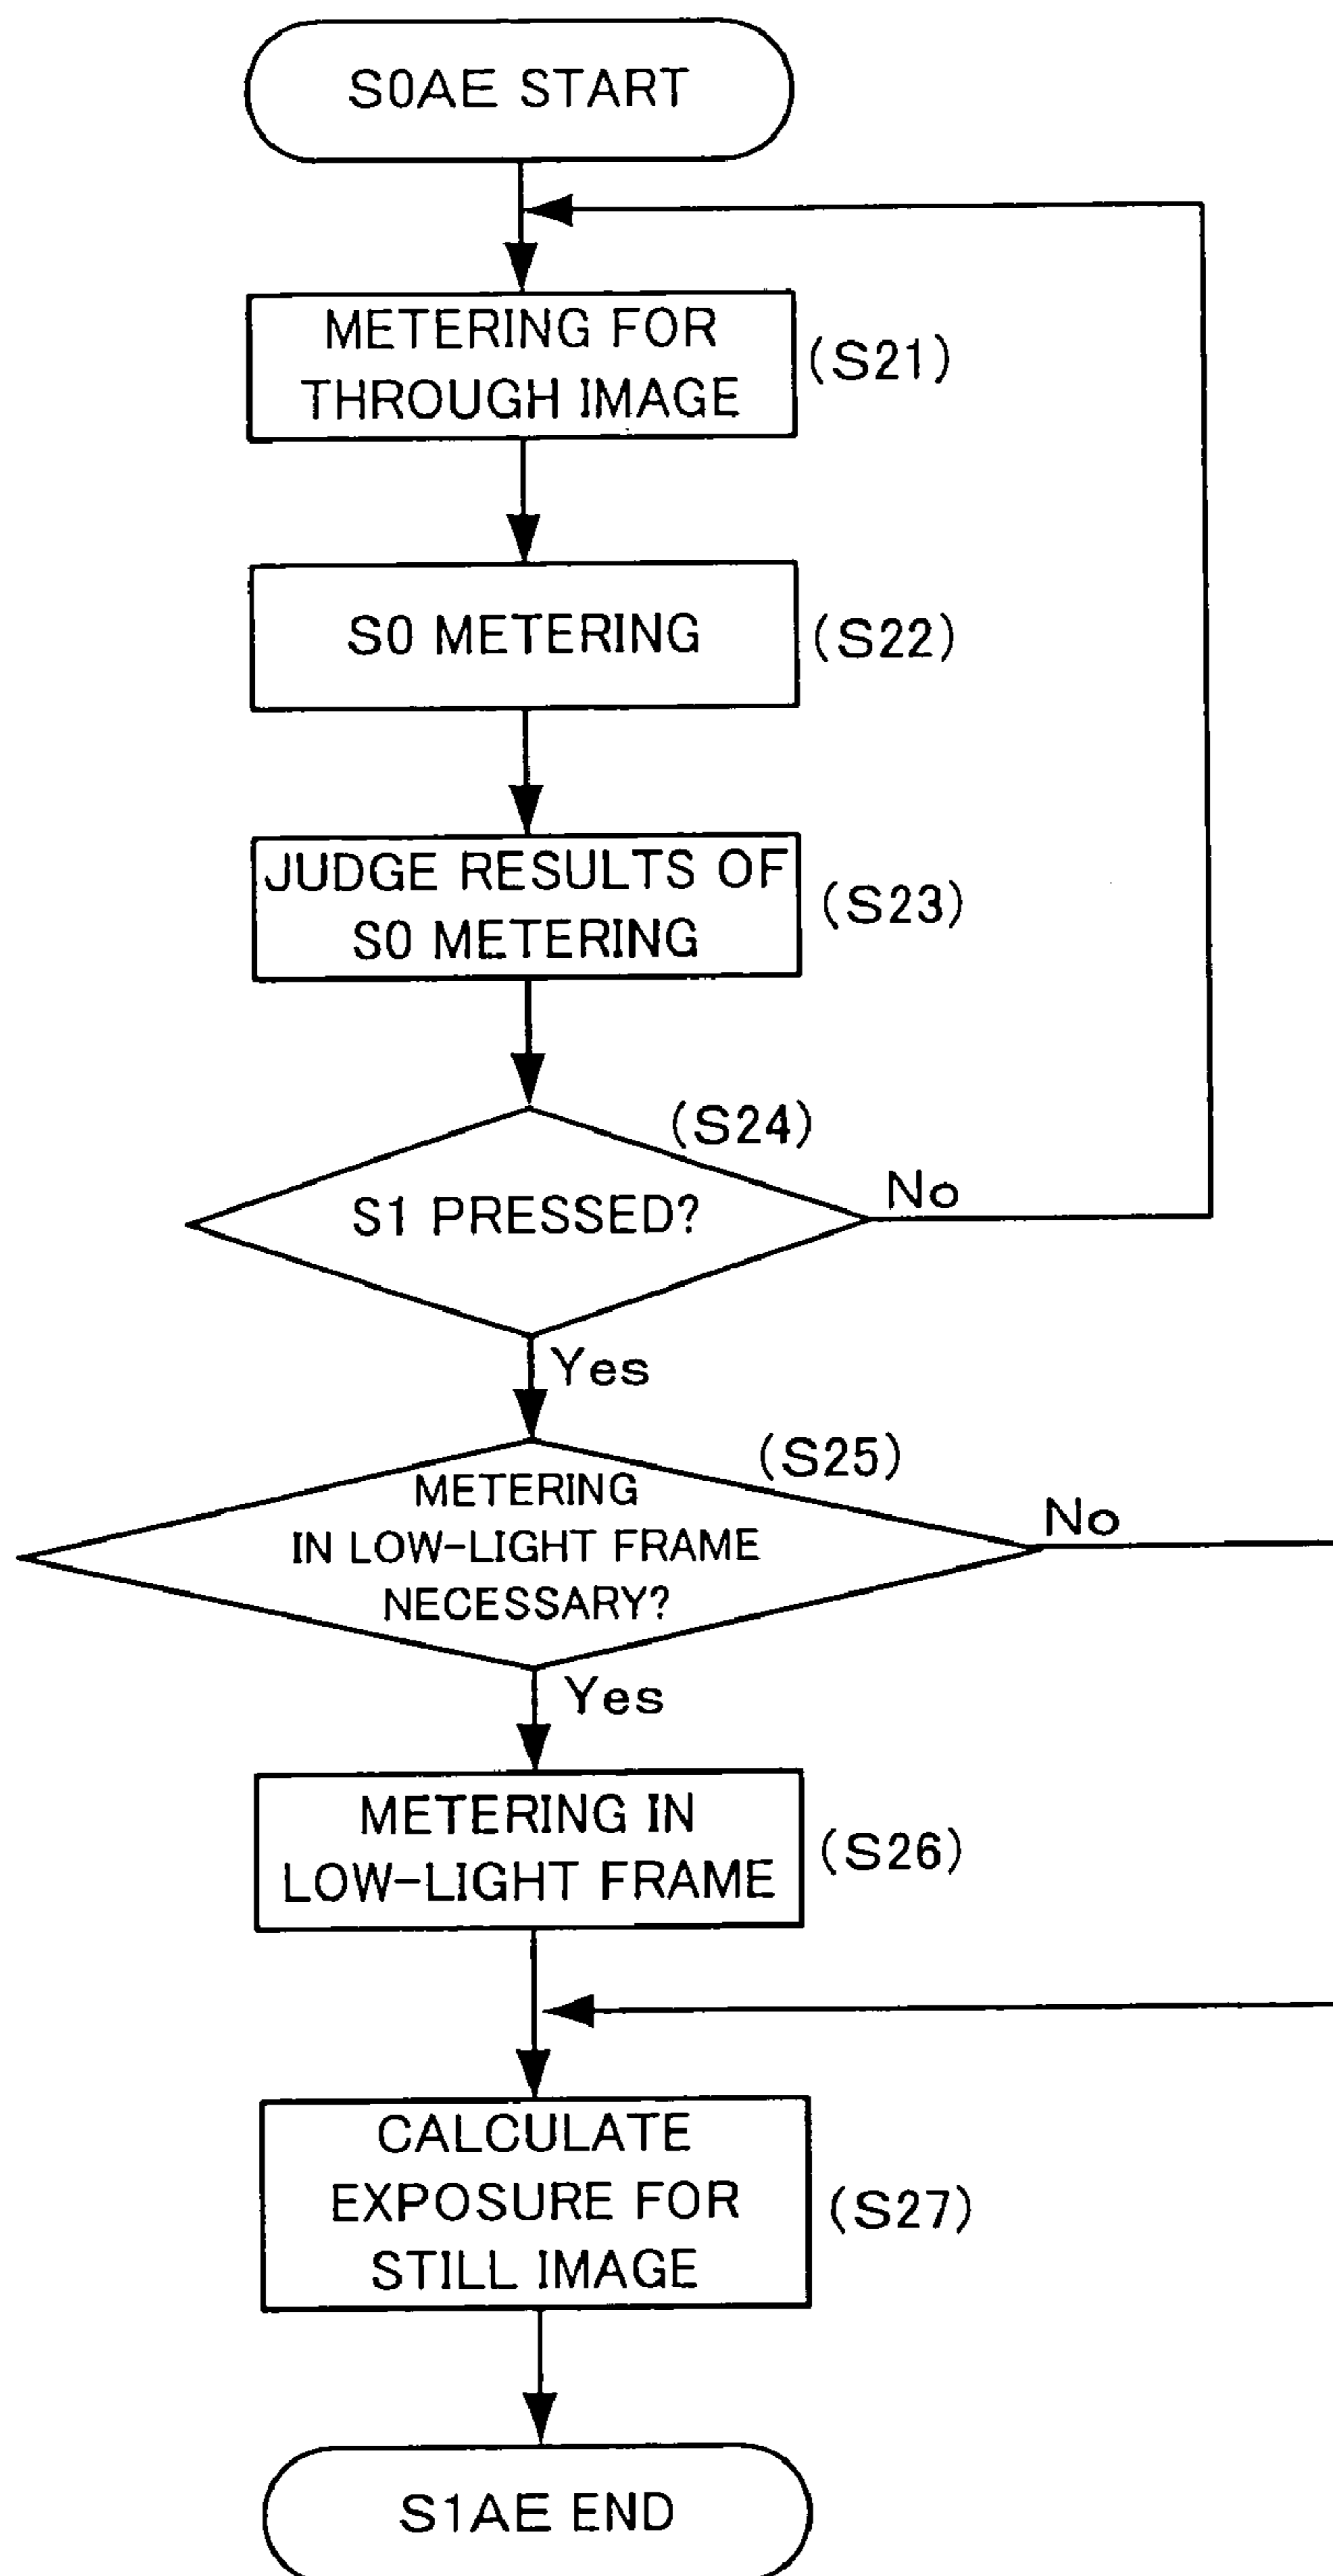 S0AE START
METERING FOR
THROUGH IMAGE
(S21)
S0 METERING
(S22)
JUDGE RESULTS OF
S0 METERING
(S23)
(S24)
S1 PRESSED?
No
Yes
(S25)
METERING
IN LOW-LIGHT FRAME
NECESSARY?
No
Yes
METERING IN
LOW-LIGHT FRAME
(S26)
CALCULATE
EXPOSURE FOR
STILL IMAGE
(S27)
S1AE END